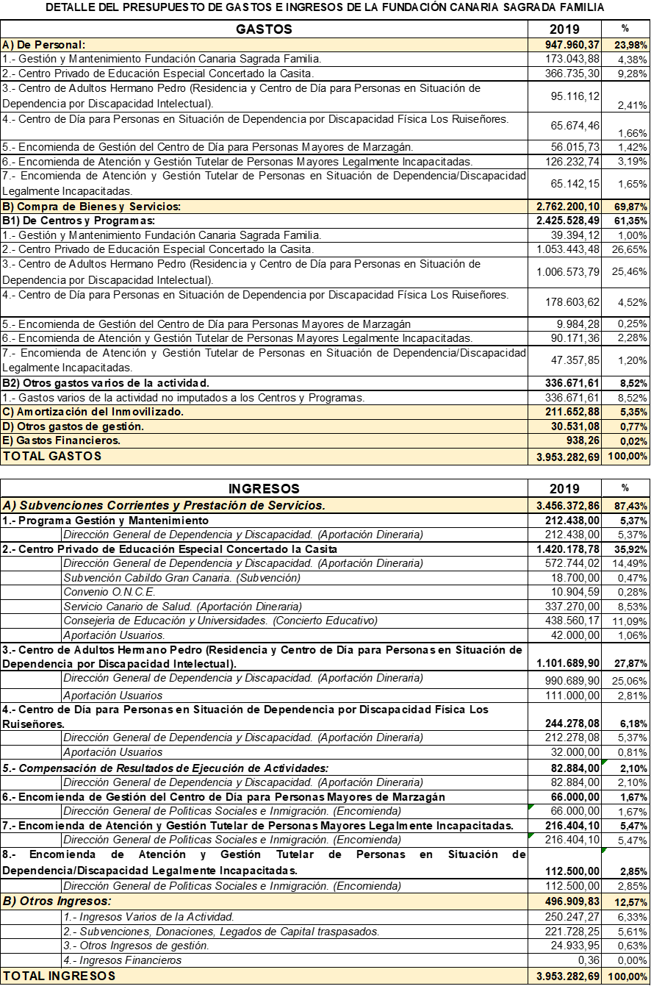 DETALLE DEL PRESUPUESTO DE GASTOS E INGRESOS DE LA FUNDACIÓN CANARIA SAGRADA FAMILIA
GASTOS 2019 %
A) De Personal: 947.960,37 23,98%
1.- Gestión y Mantenimiento Fundación Canaria Sagrada Familia. 173.043,88 4,38%
2.- Centro Privado de Educación Especial Concertado la Casita. 366.735,30 9,28%
3.- Centro de Adultos Hermano Pedro (Residencia y Centro de Día para Personas en Situación de
Dependencia por Discapacidad Intelectual). 95.116,12 2,41%
4.- Centro de Día para Personas en Situación de Dependencia por Discapacidad Física Los Ruiseñores. 65.674,46 1,66%
5.- Encomienda de Gestión del Centro de Día para Personas Mayores de Marzagán. 56.015,73 1,42%
6.- Encomienda de Atención y Gestión Tutelar de Personas Mayores Legalmente Incapacitadas. 126.232,74 3,19%
7.- Encomienda de Atención y Gestión Tutelar de Personas en Situación de Dependencia/Discapacidad
Legalmente Incapacitadas. 65.142,15 1,65%
B) Compra de Bienes y Servicios: 2.762.200,10 69,87%
B1) De Centros y Programas: 2.425.528,49 61,35%
1.- Gestión y Mantenimiento Fundación Canaria Sagrada Familia. 39.394,12 1,00%
2.- Centro Privado de Educación Especial Concertado la Casita. 1.053.443,48 26,65%
3.- Centro de Adultos Hermano Pedro (Residencia y Centro de Día para Personas en Situación de
Dependencia por Discapacidad Intelectual). 1.006.573,79 25,46%
4.- Centro de Día para Personas en Situación de Dependencia por Discapacidad Física Los Ruiseñores. 178.603,62 4,52%
5.- Encomienda de Gestión del Centro de Día para Personas Mayores de Marzagán 9.984,28 0,25%
6.- Encomienda de Atención y Gestión Tutelar de Personas Mayores Legalmente Incapacitadas. 90.171,36 2,28%
7.- Encomienda de Atención y Gestión Tutelar de Personas en Situación de Dependencia/Discapacidad
Legalmente Incapacitadas. 47.357,85 1,20%
B2) Otros gastos varios de la actividad. 336.671,61 8,52%
1.- Gastos varios de la actividad no imputados a los Centros y Programas. 336.671,61 8,52%
C) Amortización del Inmovilizado. 211.652,88 5,35%
D) Otros gastos de gestión. 30.531,08 0,77%
E) Gastos Financieros. 938,26 0,02%
TOTAL GASTOS 3.953.282,69 100,00%
INGRESOS 2019 %
A) Subvenciones Corrientes y Prestación de Servicios. 3.456.372,86 87,43%
1.- Programa Gestión y Mantenimiento 212.438,00 5,37%
Dirección General de Dependencia y Discapacidad. (Aportación Dineraria) 212.438,00 5,37%
2.- Centro Privado de Educación Especial Concertado la Casita 1.420.178,78 35,92%
Dirección General de Dependencia y Discapacidad. (Aportación Dineraria) 572.744,02 14,49%
Subvención Cabildo Gran Canaria. (Subvención) 18.700,00 0,47%
Convenio O.N.C.E. 10.904,59 0,28%
Servicio Canario de Salud. (Aportación Dineraria) 337.270,00 8,53%
Consejería de Educación y Universidades. (Concierto Educativo) 438.560,17 11,09%
Aportación Usuarios. 42.000,00 1,06%
3.- Centro de Adultos Hermano Pedro (Residencia y Centro de Día para Personas en Situación de
Dependencia por Discapacidad Intelectual). 1.101.689,90 27,87%
Dirección General de Dependencia y Discapacidad. (Aportación Dineraria) 990.689,90 25,06%
Aportación Usuarios 111.000,00 2,81%
4.- Centro de Día para Personas en Situación de Dependencia por Discapacidad Física Los
Ruiseñores. 244.278,08 6,18%
Dirección General de Dependencia y Discapacidad. (Aportación Dineraria) 212.278,08 5,37%
Aportación Usuarios 32.000,00 0,81%
5.- Compensación de Resultados de Ejecución de Actividades: 82.884,00 2,10%
Dirección General de Dependencia y Discapacidad. (Aportación Dineraria) 82.884,00 2,10%
6.- Encomienda de Gestión del Centro de Día para Personas Mayores de Marzagán 66.000,00 1,67%
Dirección General de Políticas Sociales e Inmigración. (Encomienda) 66.000,00 1,67%
7.- Encomienda de Atención y Gestión Tutelar de Personas Mayores Legalmente Incapacitadas. 216.404,10 5,47%
Dirección General de Políticas Sociales e Inmigración. (Encomienda) 216.404,10 5,47%
8.- Encomienda de Atención y Gestión Tutelar de Personas en Situación de
Dependencia/Discapacidad Legalmente Incapacitadas. 112.500,00 2,85%
Dirección General de Políticas Sociales e Inmigración. (Encomienda) 112.500,00 2,85%
B) Otros Ingresos: 496.909,83 12,57%
1.- Ingresos Varios de la Actividad. 250.247,27 6,33%
2.- Subvenciones, Donaciones, Legados de Capital traspasados. 221.728,25 5,61%
3.- Otros Ingresos de gestión. 24.933,95 0,63%
4.- Ingresos Financieros 0,36 0,00%
TOTAL INGRESOS 3.953.282,69 100,00%